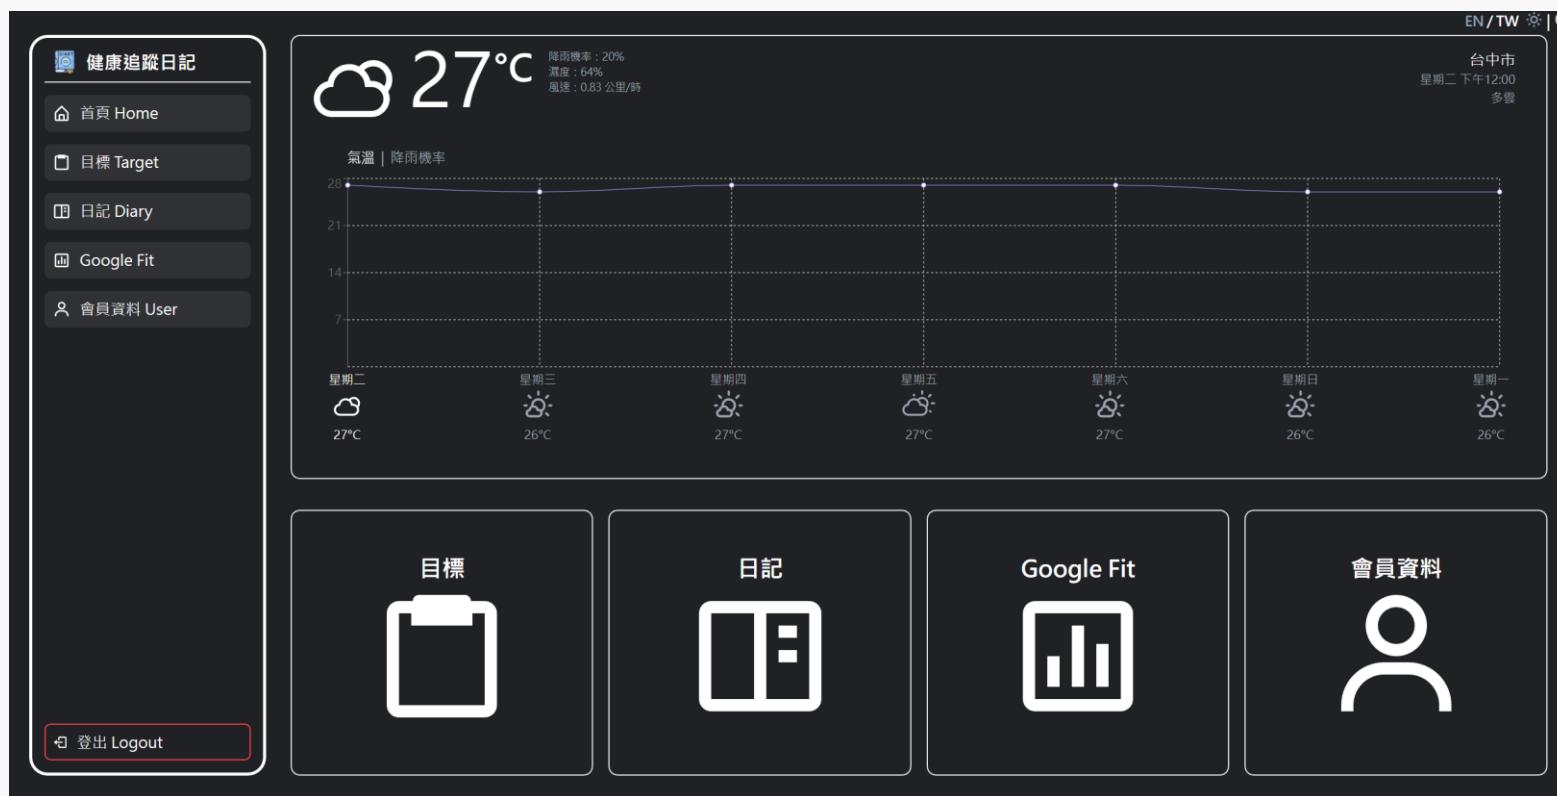 EN / TW
健康追蹤日記
首頁 Home
目標 Target
日記 Diary
Google Fit
會員資料 User
登出 Logout
27°C
降雨機率：20%
濕度：64%
風速：0.83 公里/時
台中市
星期二 下午12:00
多雲
氣溫 | 降雨機率
28
21
14
7
星期二 星期三 星期四 星期五 星期六 星期日 星期一
27°C 26°C 27°C 27°C 27°C 26°C 26°C
目標
日記
Google Fit
會員資料